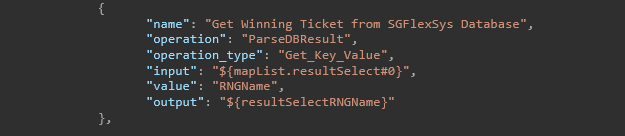 {
"name": "Get Winning Ticket from SGFlexSys Database",
"operation": "ParseDBResult",
"operation_type": "Get_Key_Value",
"input": "${mapList.resultSelect#0}",
"value": "RNGName",
"output": "${resultSelectRNGName}"
},